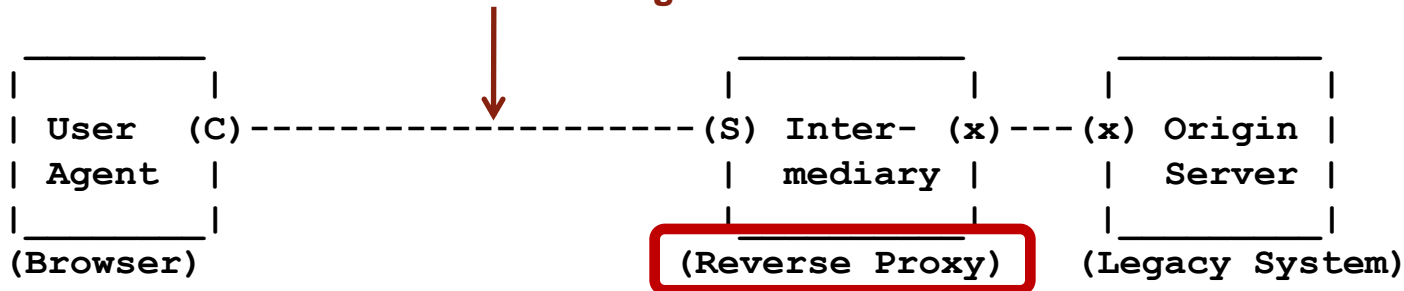 User (C)--------------------(S) Inter- (x)---(x) Origin
Agent mediary Server
(Browser) (Reverse Proxy) (Legacy System)